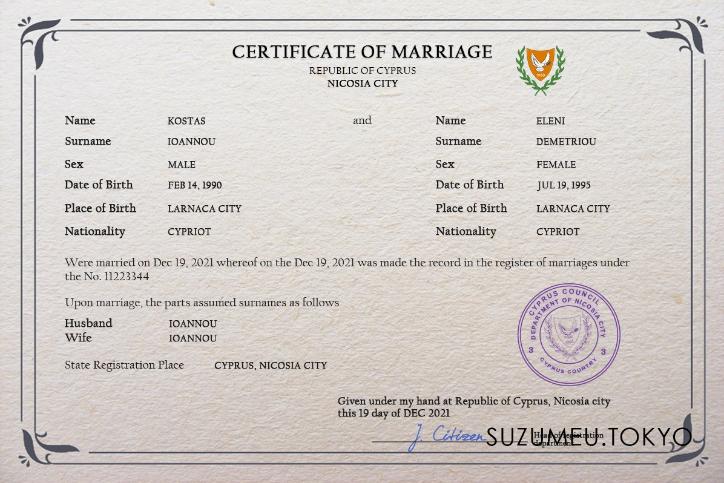 CERTIFICATE OF MARRIAGE
REPUBLIC OF CYPRUS
NICOSIA CITY
Name KOSTAS and Name ELENI
Surname IOANNOU Surname DEMETRIOU
Sex MALE Sex FEMALE
Date of Birth FEB 14, 1990 Date of Birth JUL 19, 1995
Place of Birth LARNACA CITY Place of Birth LARNACA CITY
Nationality CYPRIOT Nationality CYPRIOT
Were married on Dec 19, 2021 whereof on the Dec 19, 2021 was made the record in the register of marriages under
the No. 11223344
Upon marriage, the parts assumed surnames as follows
Husband IOANNOU
Wife IOANNOU
State Registration Place CYPRUS, NICOSIA CITY
CYPRUS COUNCIL
DEPARTMENT OF NICOSIA CITY
3 3
CYPRUS COUNTRY
Given under my hand at Republic of Cyprus, Nicosia city
this 19 day of DEC 2021
J. Citizen
Head of registration
department
SUZUMEU.TOKYO